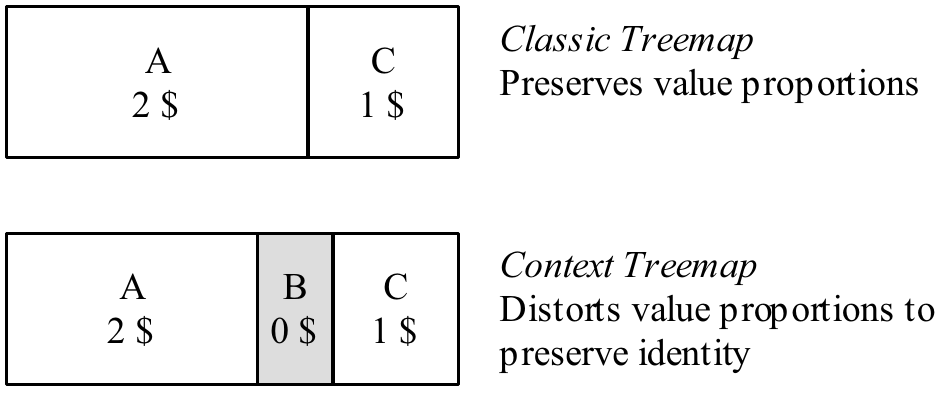 A
2 $
C
1 $
Classic Treemap
Preserves value proportions
A
2 $
B
0 $
C
1 $
Context Treemap
Distorts value proportions to
preserve identity